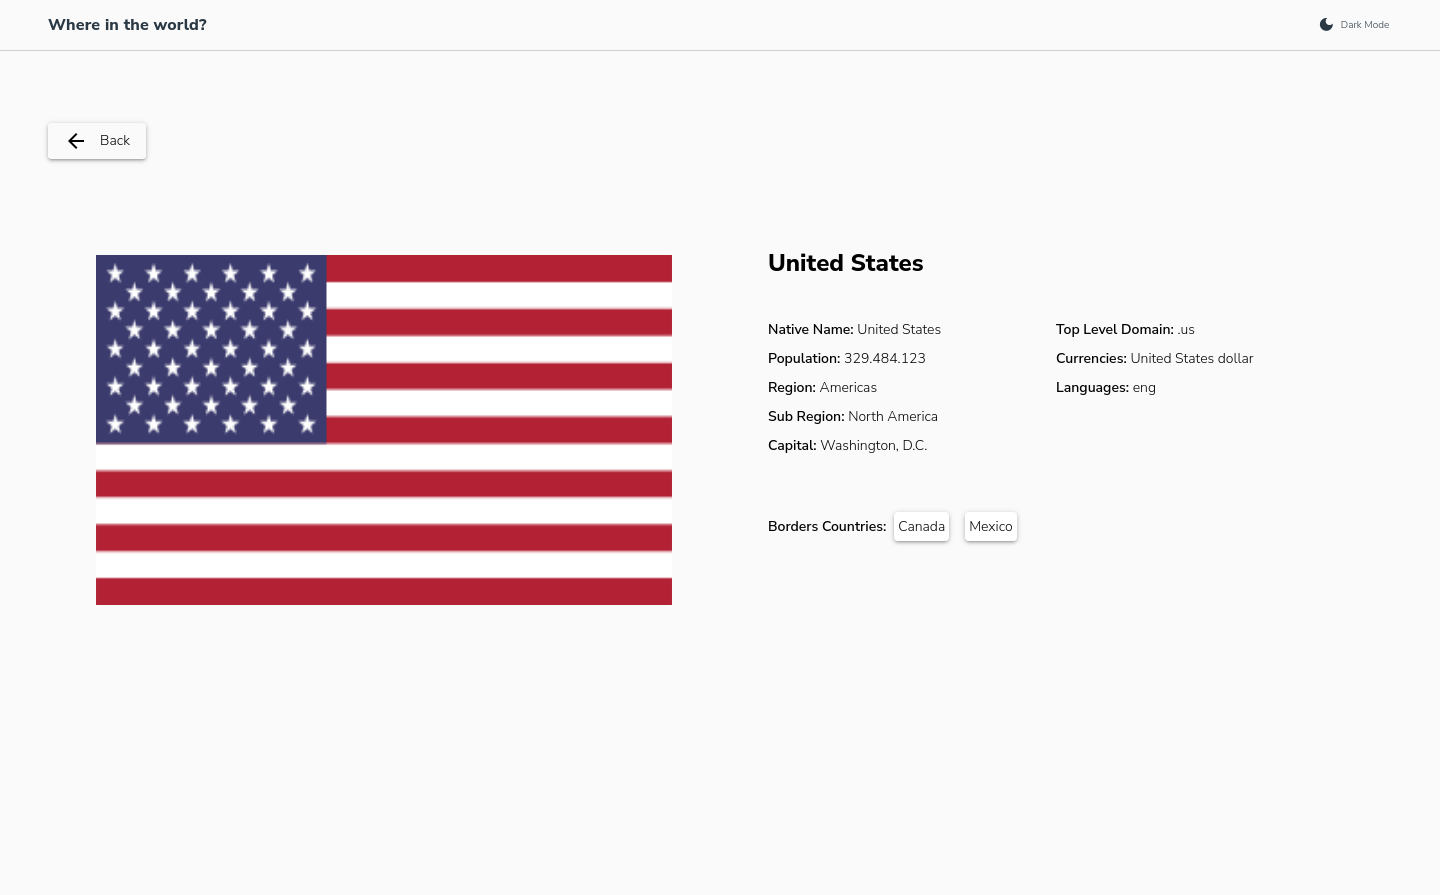 Where in the world?
Dark Mode
Back
United States
Native Name: United States
Population: 329.484.123
Region: Americas
Sub Region: North America
Capital: Washington, D.C.
Top Level Domain: .us
Currencies: United States dollar
Languages: eng
Borders Countries: Canada Mexico